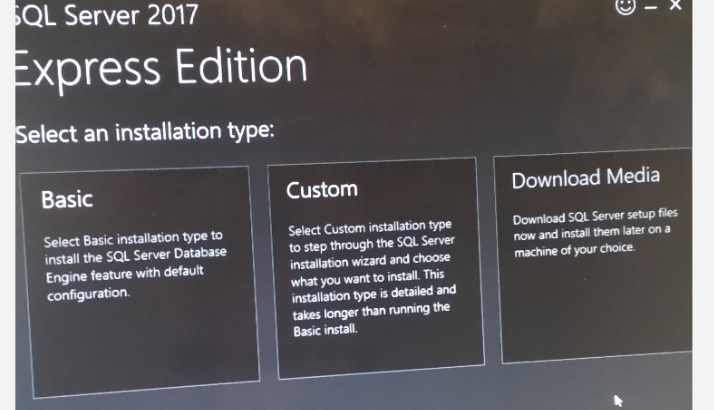 SQL Server 2017
Express Edition
Select an installation type:
Basic
Select Basic installation type to
install the SQL Server Database
Engine feature with default
configuration.
Custom
Select Custom installation type
to step through the SQL Server
installation wizard and choose
what you want to install. This
installation type is detailed and
takes longer than running the
Basic install.
Download Media
Download SQL Server setup files
now and install them later on a
machine of your choice.